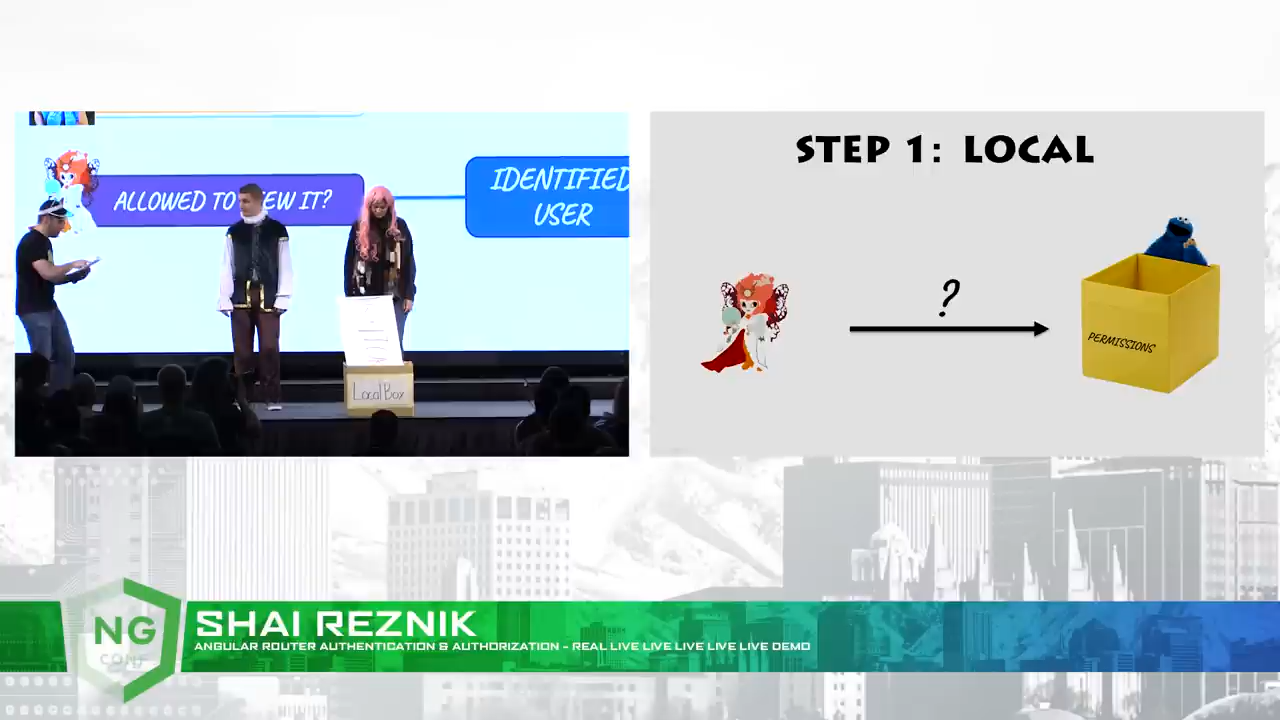 ALLOWED TO
EW IT?
IDENTIFIED
USER
Local Box
STEP 1: LOCAL
?
PERMISSIONS
NG
CONF
SHAI REZNIK
ANGULAR ROUTER AUTHENTICATION & AUTHORIZATION - REAL LIVE LIVE LIVE LIVE LIVE DEMO